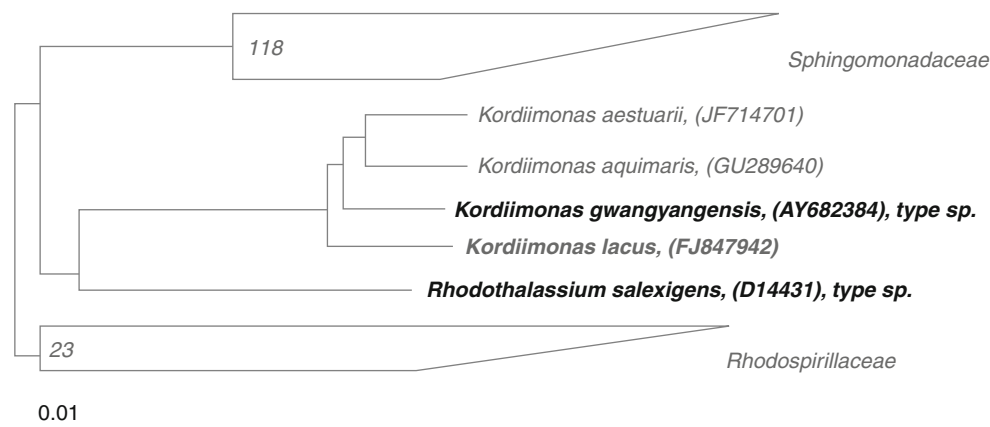 118
Sphingomonadaceae
Kordiimonas aestuarii, (JF714701)
Kordiimonas aquimaris, (GU289640)
Kordiimonas gwangyangensis, (AY682384), type sp.
Kordiimonas lacus, (FJ847942)
Rhodothalassium salexigens, (D14431), type sp.
23
Rhodospirillaceae
0.01